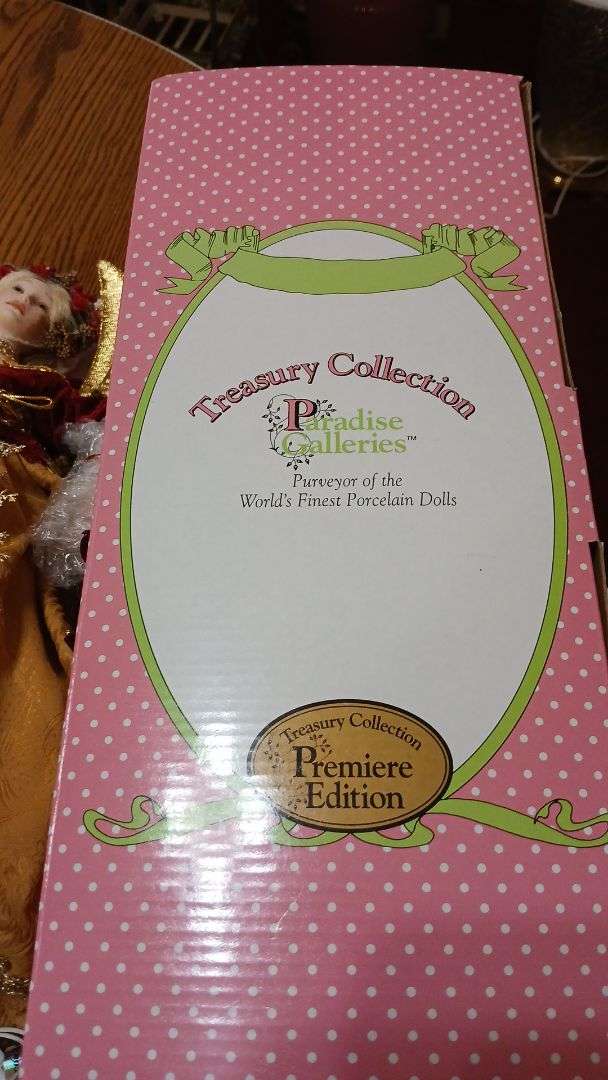 Treasury Collection
Paradise
Galleries™
Purveyor of the
World's Finest Porcelain Dolls
Treasury Collection
Premiere
Edition